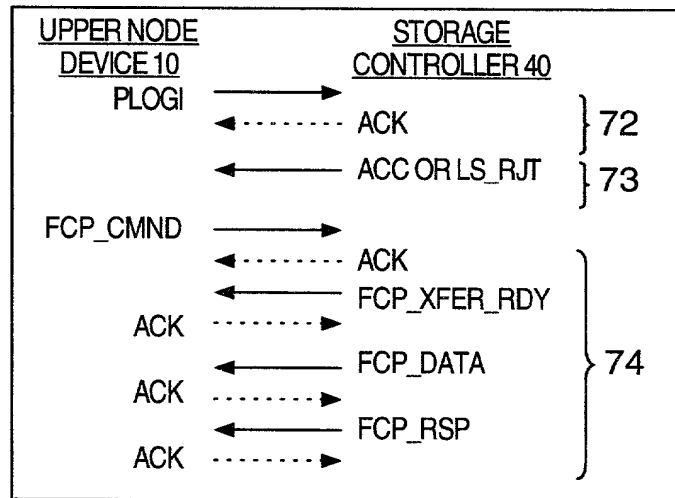 UPPER NODE STORAGE
DEVICE 10 CONTROLLER 40
PLOGI
ACK 72
ACC OR LS_RJT 73
FCP_CMND
ACK
FCP_XFER_RDY
ACK
FCP_DATA 74
ACK
FCP_RSP
ACK